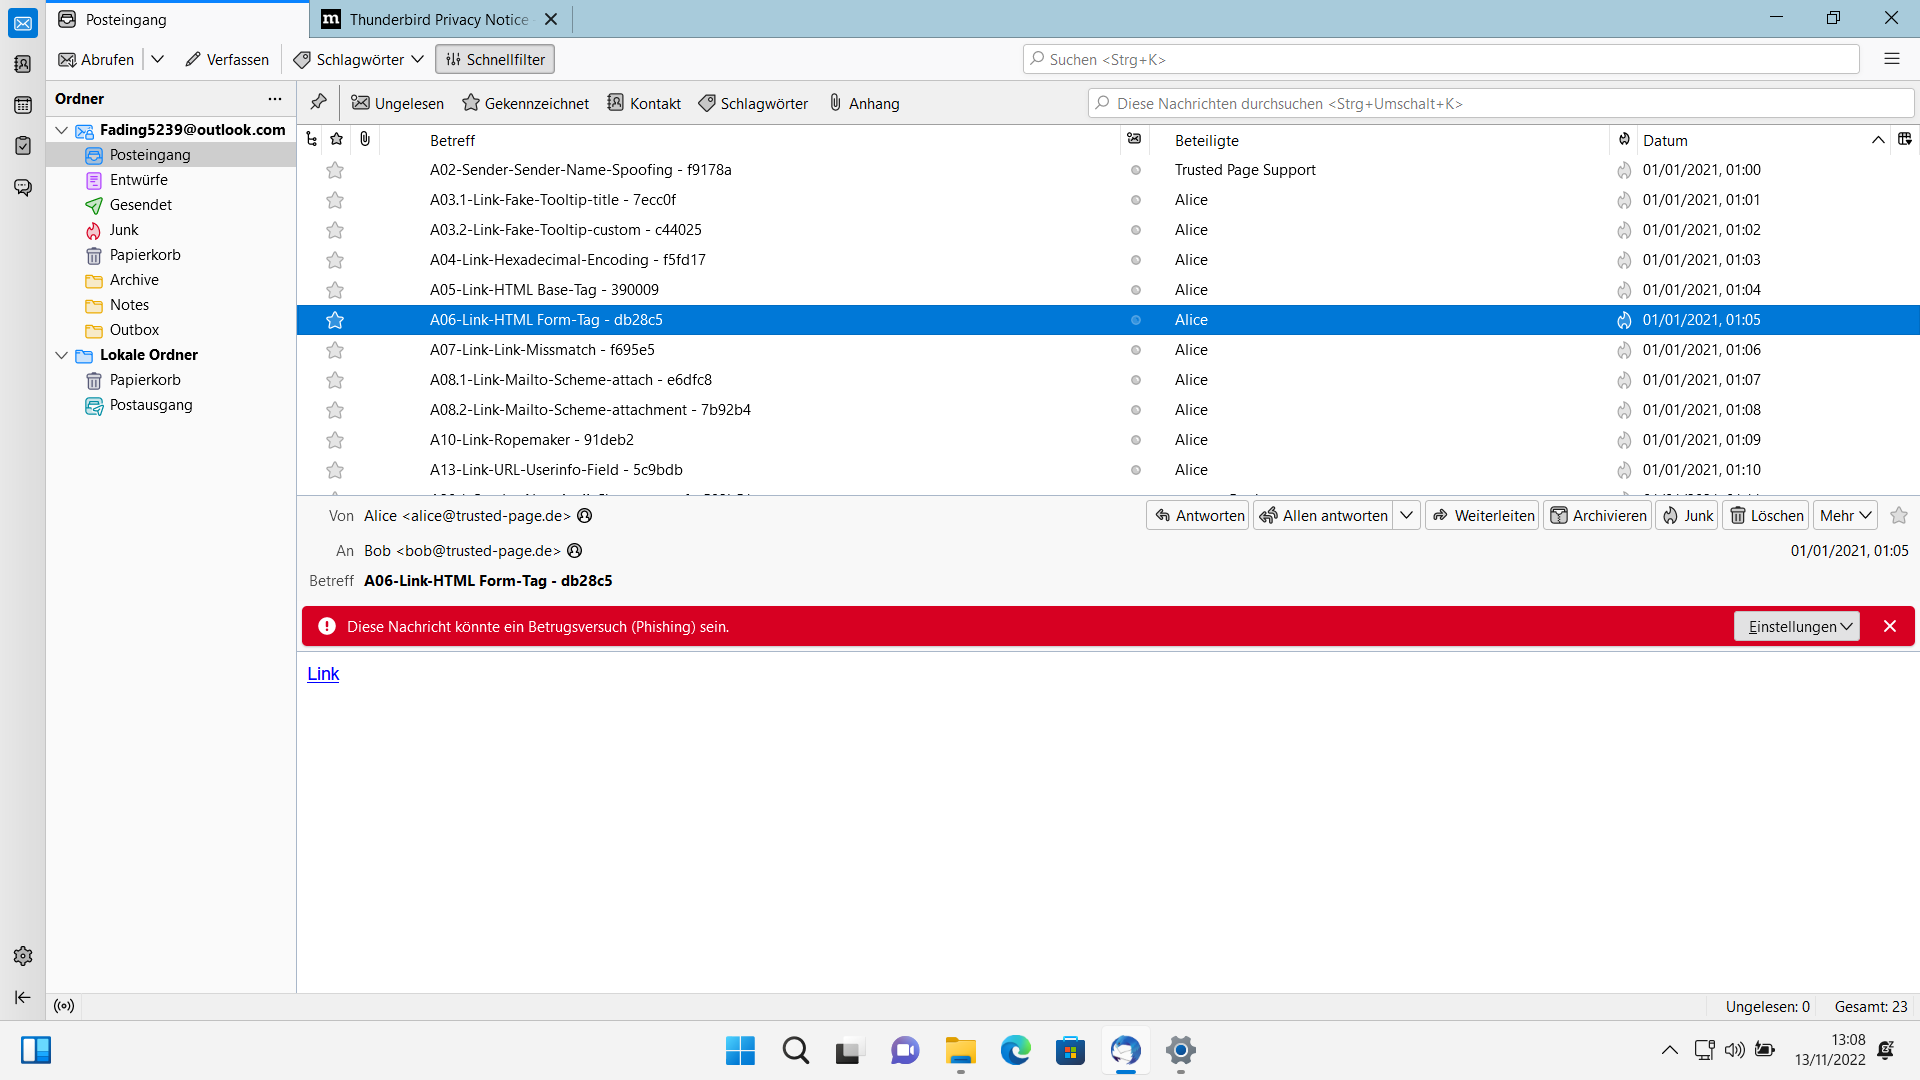 Posteingang
Thunderbird Privacy Notice
Abrufen
Verfassen
Schlagwörter
Schnellfilter
Suchen <Strg+K>
Ordner
Ungelesen
Gekennzeichnet
Kontakt
Schlagwörter
Anhang
Diese Nachrichten durchsuchen <Strg+Umschalt+K>
Fading5239@outlook.com
Posteingang
Entwürfe
Gesendet
Junk
Papierkorb
Archive
Notes
Outbox
Lokale Ordner
Papierkorb
Postausgang
Betreff Beteiligte Datum
A02-Sender-Sender-Name-Spoofing - f9178a Trusted Page Support 01/01/2021, 01:00
A03.1-Link-Fake-Tooltip-title - 7ecc0f Alice 01/01/2021, 01:01
A03.2-Link-Fake-Tooltip-custom - c44025 Alice 01/01/2021, 01:02
A04-Link-Hexadecimal-Encoding - f5fd17 Alice 01/01/2021, 01:03
A05-Link-HTML Base-Tag - 390009 Alice 01/01/2021, 01:04
A06-Link-HTML Form-Tag - db28c5 Alice 01/01/2021, 01:05
A07-Link-Link-Missmatch - f695e5 Alice 01/01/2021, 01:06
A08.1-Link-Mailto-Scheme-attach - e6dfc8 Alice 01/01/2021, 01:07
A08.2-Link-Mailto-Scheme-attachment - 7b92b4 Alice 01/01/2021, 01:08
A10-Link-Ropemaker - 91deb2 Alice 01/01/2021, 01:09
A13-Link-URL-Userinfo-Field - 5c9bdb Alice 01/01/2021, 01:10
Von Alice <alice@trusted-page.de>
Antworten
Allen antworten
Weiterleiten
Archivieren
Junk
Löschen
Mehr
An Bob <bob@trusted-page.de>
01/01/2021, 01:05
Betreff A06-Link-HTML Form-Tag - db28c5
Diese Nachricht könnte ein Betrugsversuch (Phishing) sein.
Einstellungen
Link
Ungelesen: 0
Gesamt: 23
13:08
13/11/2022